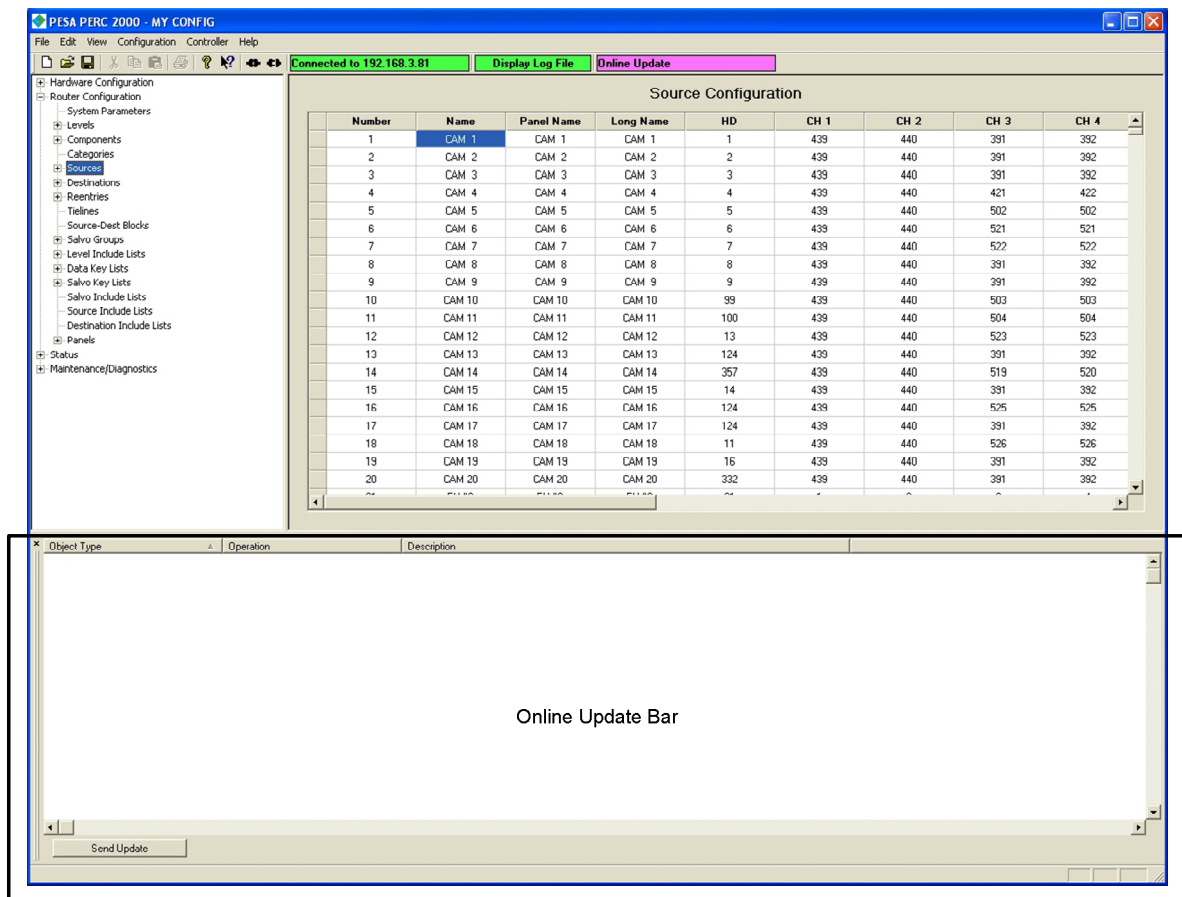 PESA PERC 2000 - MY CONFIG
File Edit View Configuration Controller Help
Connected to 192.168.3.81 Display Log File Online Update
Hardware Configuration
Router Configuration
System Parameters
Levels
Components
Categories
Sources
Destinations
Reentries
Tielines
Source-Dest Blocks
Salvo Groups
Level Include Lists
Data Key Lists
Salvo Key Lists
Salvo Include Lists
Source Include Lists
Destination Include Lists
Panels
Status
Maintenance/Diagnostics
Source Configuration
Number Name Panel Name Long Name HD CH 1 CH 2 CH 3 CH 4
1 CAM 1 CAM 1 CAM 1 1 439 440 391 392
2 CAM 2 CAM 2 CAM 2 2 439 440 391 392
3 CAM 3 CAM 3 CAM 3 3 439 440 391 392
4 CAM 4 CAM 4 CAM 4 4 439 440 421 422
5 CAM 5 CAM 5 CAM 5 5 439 440 502 502
6 CAM 6 CAM 6 CAM 6 6 439 440 521 521
7 CAM 7 CAM 7 CAM 7 7 439 440 522 522
8 CAM 8 CAM 8 CAM 8 8 439 440 391 392
9 CAM 9 CAM 9 CAM 9 9 439 440 391 392
10 CAM 10 CAM 10 CAM 10 99 439 440 503 503
11 CAM 11 CAM 11 CAM 11 100 439 440 504 504
12 CAM 12 CAM 12 CAM 12 13 439 440 523 523
13 CAM 13 CAM 13 CAM 13 124 439 440 391 392
14 CAM 14 CAM 14 CAM 14 357 439 440 519 520
15 CAM 15 CAM 15 CAM 15 14 439 440 391 392
16 CAM 16 CAM 16 CAM 16 124 439 440 525 525
17 CAM 17 CAM 17 CAM 17 124 439 440 391 392
18 CAM 18 CAM 18 CAM 18 11 439 440 526 526
19 CAM 19 CAM 19 CAM 19 16 439 440 391 392
20 CAM 20 CAM 20 CAM 20 332 439 440 391 392
Object Type Operation Description
Online Update Bar
Send Update